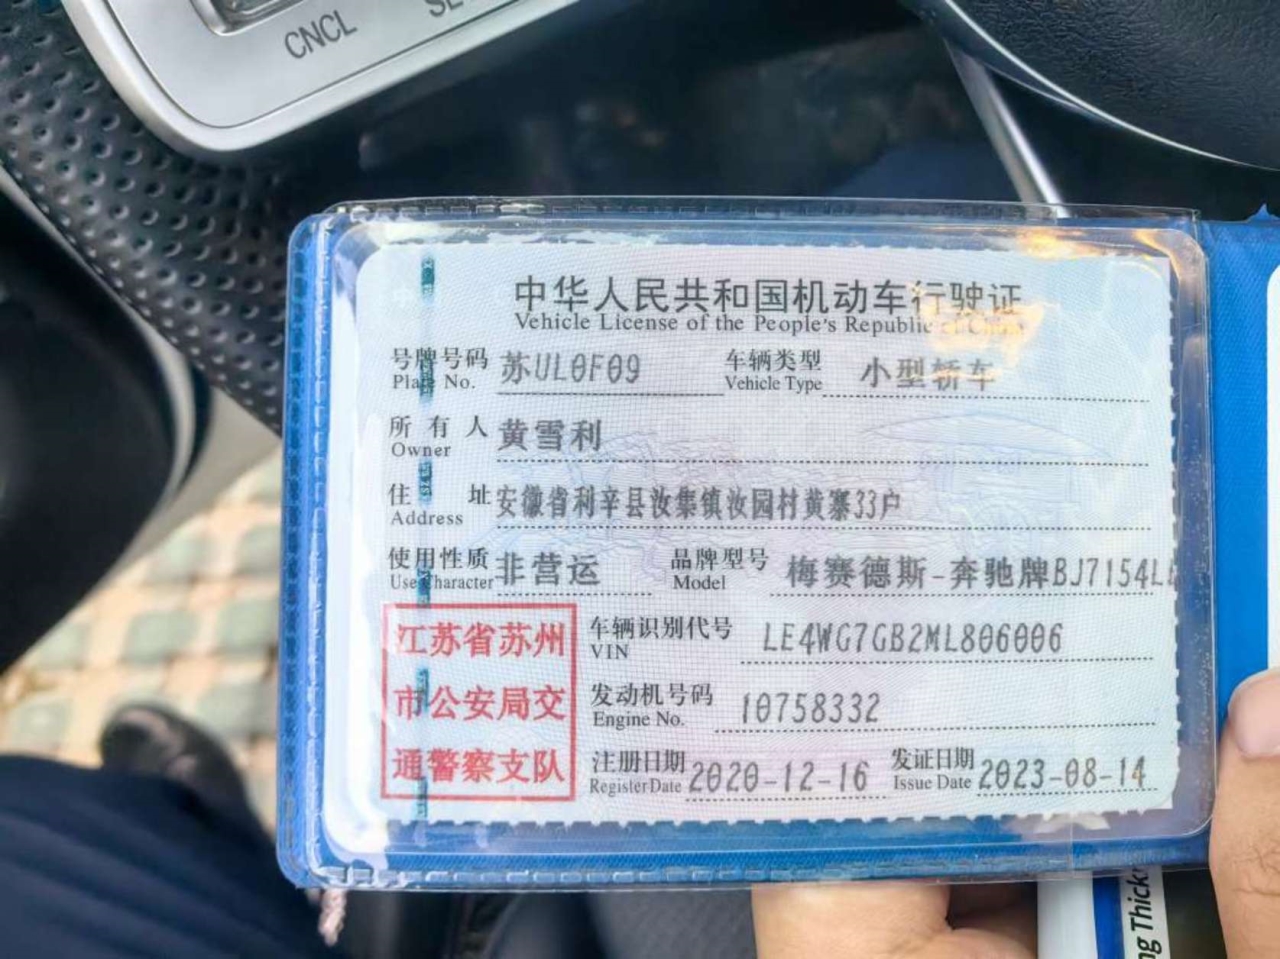 CNCL
中华人民共和国机动车行驶证
Vehicle License of the People's Republic of China
号牌号码 苏UL0F09 车辆类型 小型轿车
Plate No. Vehicle Type
所有人 黄雪利
Owner
住址 安徽省利辛县汝集镇汝园村黄寨33户
Address
使用性质 非营运 品牌型号 梅赛德斯-奔驰牌BJ7154L
Use Character Model
江苏省苏州
市公安局交
通警察支队
车辆识别代号 LE4WG7GB2ML806006
VIN
发动机号码 10758332
Engine No.
注册日期 2020-12-16 发证日期 2023-08-14
Register Date Issue Date